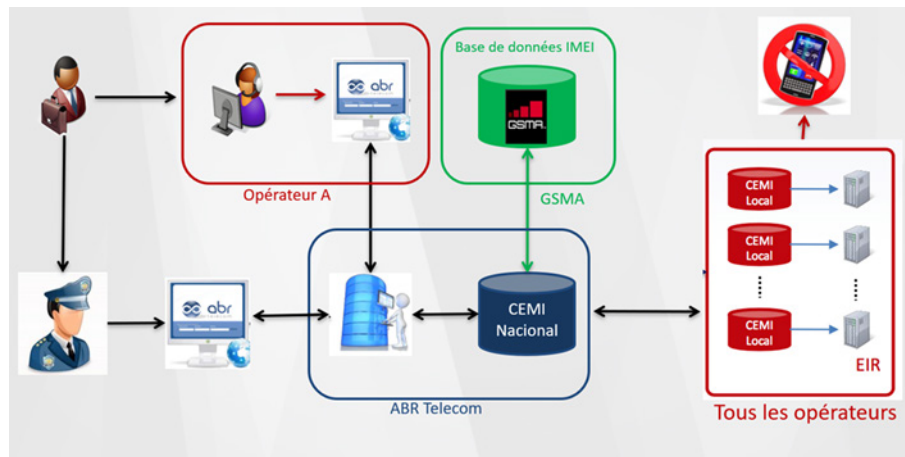 Base de données IMEI
abr
GSMA
Opérateur A
GSMA
CEMI
Local
CEMI
Local
CEMI
Local
abr
CEMI
Nacional
EIR
ABR Telecom
Tous les opérateurs